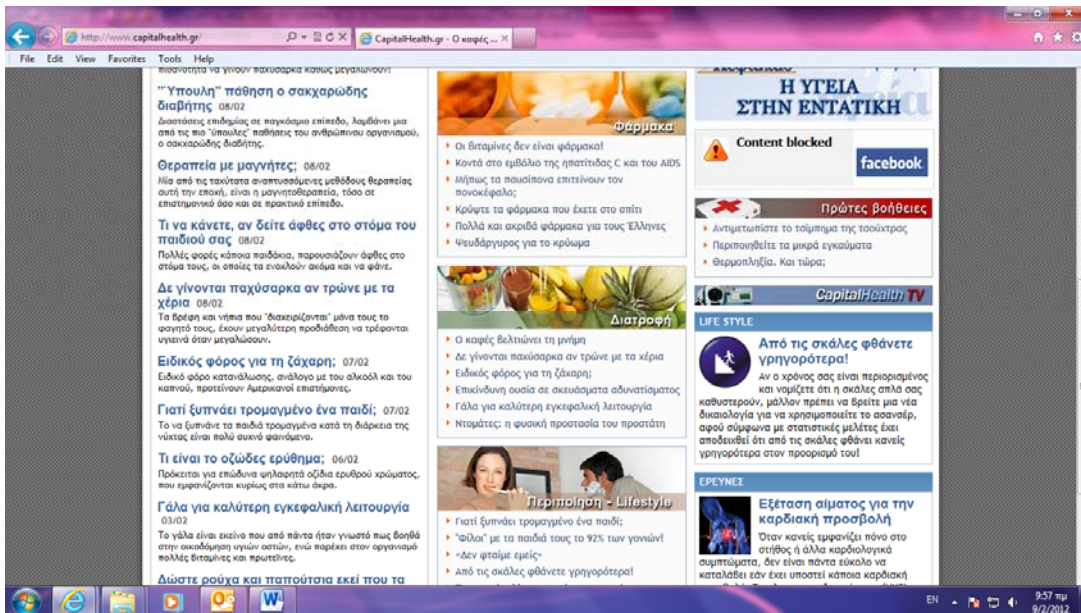 http://www.capitalhealth.gr/
CapitalHealth.gr - Ο καφές ...
File Edit View Favorites Tools Help
πιθανότητα να γίνουν παχύσαρκα καθώς μεγαλώνουν!
"Ύπουλη" πάθηση ο σακχαρώδης
διαβήτης 08/02
Διαστάσεις επιδημίας σε παγκόσμιο επίπεδο, λαμβάνει μια
από τις πιο "ύπουλες" παθήσεις του ανθρώπινου οργανισμού,
ο σακχαρώδης διαβήτης.
Θεραπεία με μαγνήτες; 08/02
Μία από τις ταχύτατα αναπτυσσόμενες μεθόδους θεραπείας
αυτή την εποχή, είναι η μαγνητοθεραπεία, τόσο σε
επιστημονικό όσο και σε πρακτικό επίπεδο.
Τι να κάνετε, αν δείτε άφθες στο στόμα του
παιδιού σας 08/02
Πολλές φορές κάποια παιδάκια, παρουσιάζουν άφθες στο
στόμα τους, οι οποίες τα ενοχλούν ακόμα και να φάνε.
Δε γίνονται παχύσαρκα αν τρώνε με τα
χέρια 08/02
Τα βρέφη και νήπια που "διαχειρίζονται" μόνα τους το
φαγητό τους, έχουν μεγαλύτερη προδιάθεση να τρέφονται
υγιεινά όταν μεγαλώσουν.
Ειδικός φόρος για τη ζάχαρη; 07/02
Ειδικό φόρο κατανάλωσης, ανάλογο με του αλκοόλ και του
καπνού, προτείνουν Αμερικανοί επιστήμονες.
Γιατί ξυπνάει τρομαγμένο ένα παιδί; 07/02
Το να ξυπνάνε τα παιδιά τρομαγμένα κατά τη διάρκεια της
νύχτας είναι πολύ συχνό φαινόμενο.
Τι είναι το οζώδες ερύθημα; 06/02
Πρόκειται για επώδυνα ψηλαφητά οζίδια ερυθρού χρώματος,
που εμφανίζονται κυρίως στα κάτω άκρα.
Γάλα για καλύτερη εγκεφαλική λειτουργία
03/02
Το γάλα είναι εκείνο που από πάντα ήταν γνωστό πως βοηθά
στην οικοδόμηση υγιών οστών, ενώ παρέχει στον οργανισμό
πολλές βιταμίνες και πρωτεΐνες.
Δώστε ρούχα και παπούτσια εκεί που τα
Φάρμακα
Οι βιταμίνες δεν είναι φάρμακα!
Κοντά στο εμβόλιο της ηπατίτιδας C και του AIDS
Μήπως τα παυσίπονα επιτείνουν τον
πονοκέφαλο;
Κρύψτε τα φάρμακα που έχετε στο σπίτι
Πολλά και ακριβά φάρμακα για τους Έλληνες
Ψευδάργυρος για το κρύωμα
Διατροφή
Ο καφές βελτιώνει τη μνήμη
Δε γίνονται παχύσαρκα αν τρώνε με τα χέρια
Ειδικός φόρος για τη ζάχαρη;
Επικίνδυνη ουσία σε σκευάσματα αδυνατίσματος
Γάλα για καλύτερη εγκεφαλική λειτουργία
Ντομάτες: η φυσική προστασία του προστάτη
Περιποίηση - Lifestyle
Γιατί ξυπνάει τρομαγμένο ένα παιδί;
"Φίλοι" με τα παιδιά τους το 92% των γονιών!
«Δεν φταίμε εμείς»
Από τις σκάλες φθάνετε γρηγορότερα!
Η ΥΓΕΙΑ
ΣΤΗΝ ΕΝΤΑΤΙΚΗ
Content blocked
facebook
Πρώτες βοήθειες
Αντιμετωπίστε το τσίμπημα της τσούχτρας
Περιποιηθείτε τα μικρά εγκαύματα
Θερμοπληξία. Και τώρα;
CapitalHealth TV
LIFE STYLE
Από τις σκάλες φθάνετε
γρηγορότερα!
Αν ο χρόνος σας είναι περιορισμένος
και νομίζετε ότι η σκάλες απλά σας
καθυστερούν, μάλλον πρέπει να βρείτε μια νέα
δικαιολογία για να χρησιμοποιείτε το ασανσέρ,
αφού σύμφωνα με στατιστικές μελέτες έχει
αποδειχθεί ότι από τις σκάλες φθάνει κανείς
γρηγορότερα στον προορισμό του!
ΕΡΕΥΝΕΣ
Εξέταση αίματος για την
καρδιακή προσβολή
Όταν κανείς εμφανίζει πόνο στο
στήθος ή άλλα καρδιολογικά
συμπτώματα, δεν είναι πάντα εύκολο να
καταλάβει εάν έχει υποστεί κάποια καρδιακή
EN 9:57 πμ
9/2/2012